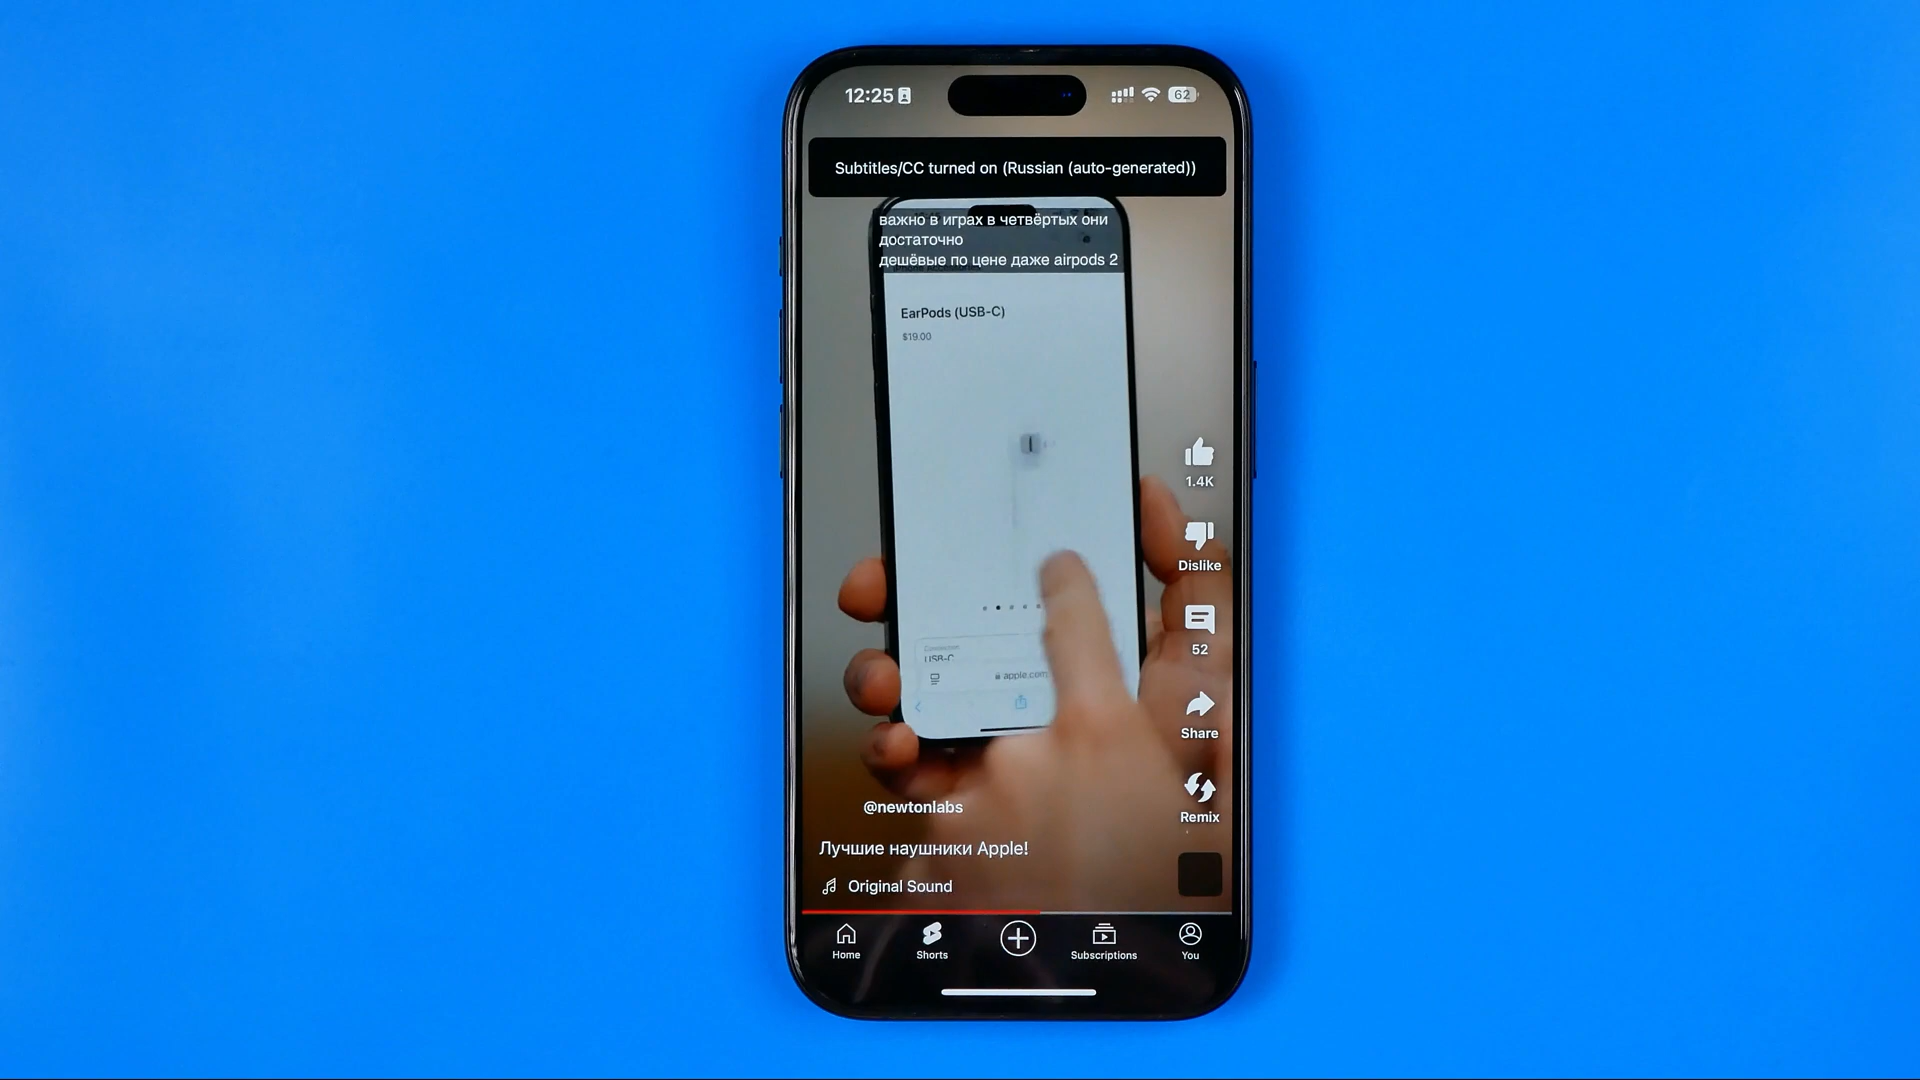 12:25
62
Subtitles/CC turned on (Russian (auto-generated))
важно в играх в четвёртых они
достаточно
дешёвые по цене даже airpods 2
EarPods (USB-C)
$19.00
USB-C
apple.com
1.4K
Dislike
52
Share
Remix
@newtonlabs
Лучшие наушники Apple!
Original Sound
Home
Shorts
Subscriptions
You